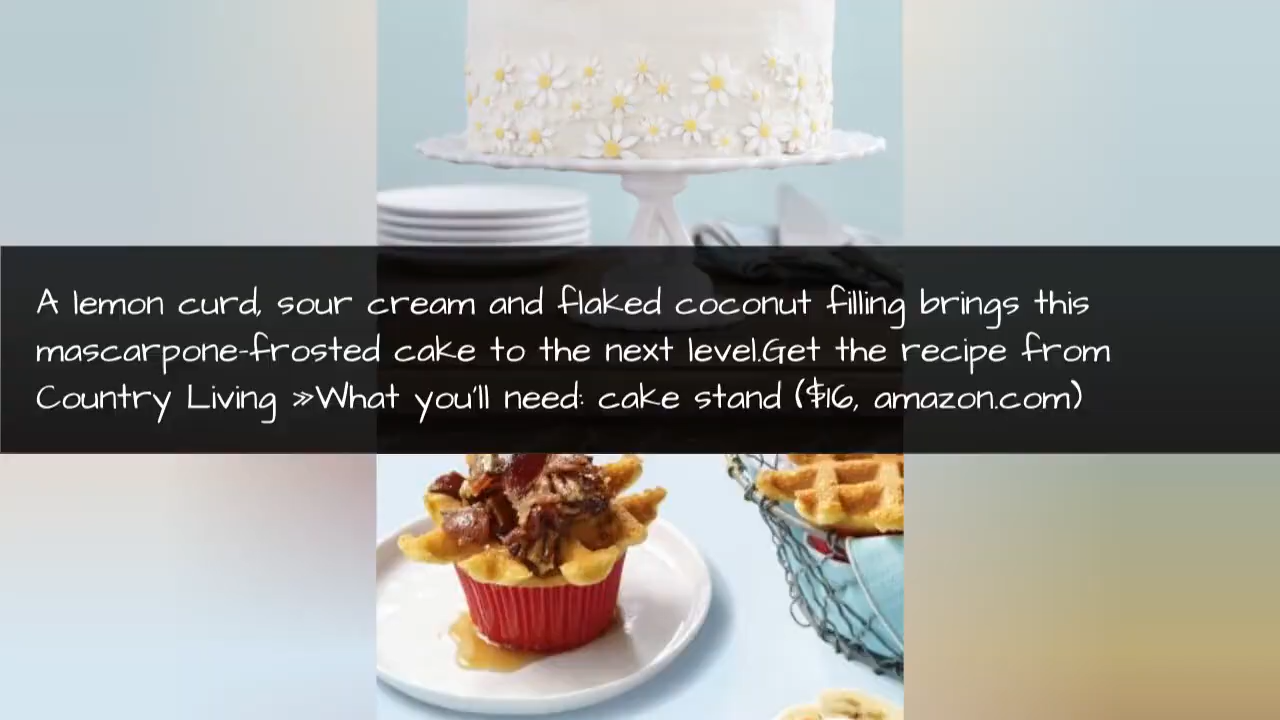 A lemon curd, sour cream and flaked coconut filling brings this
mascarpone-frosted cake to the next level.Get the recipe from
Country Living »What you'll need: cake stand ($16, amazon.com)